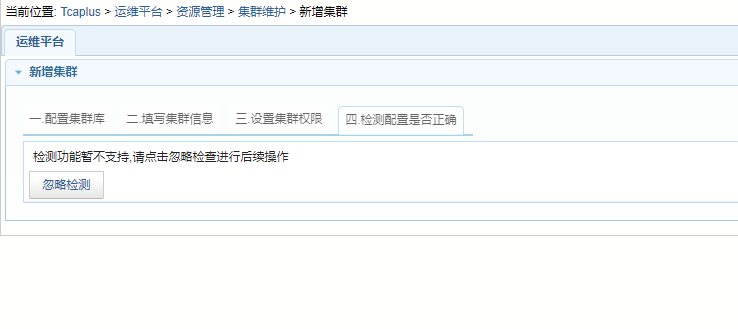 当前位置: Tcaplus > 运维平台 > 资源管理 > 集群维护 > 新增集群
运维平台
新增集群
一.配置集群库 二.填写集群信息 三.设置集群权限 四.检测配置是否正确
检测功能暂不支持,请点击忽略检查进行后续操作
忽略检测